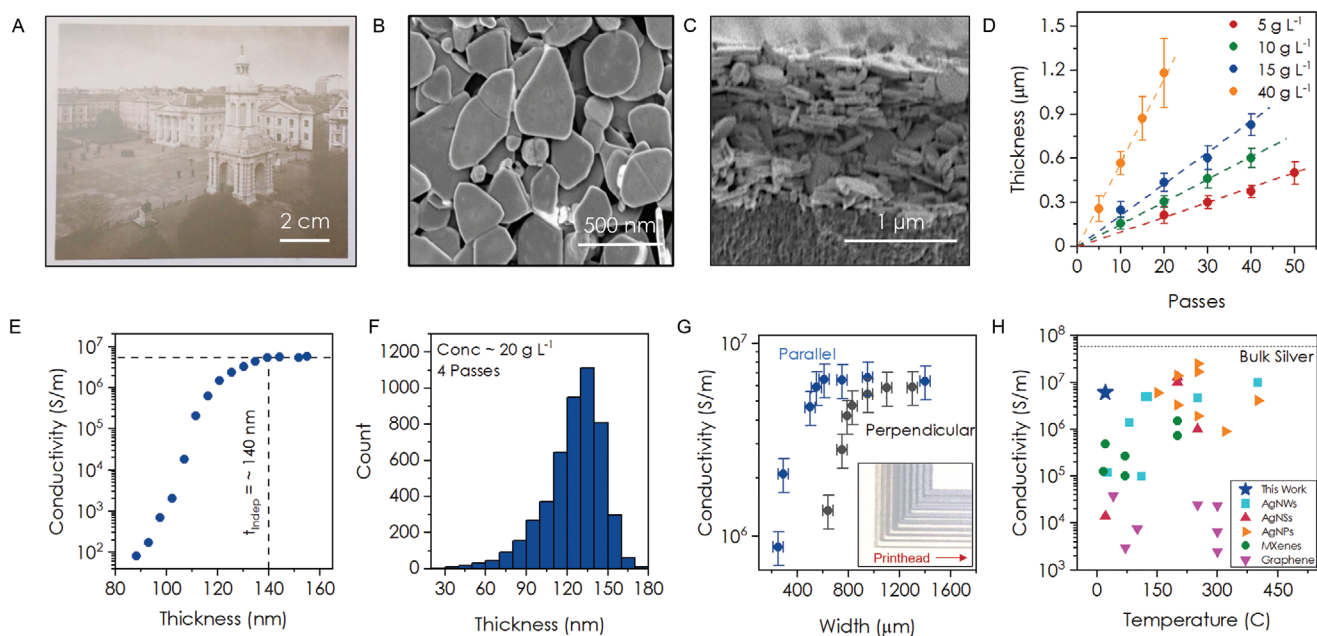 A
2 cm
B
500 nm
C
1 µm
D
Thickness (µm)
1.5
1.2
0.9
0.6
0.3
0
5 g L⁻¹
10 g L⁻¹
15 g L⁻¹
40 g L⁻¹
0 10 20 30 40 50
Passes
E
Conductivity (S/m)
10⁷
10⁶
10⁵
10⁴
10³
10²
t_Indep = ~ 140 nm
80 100 120 140 160
Thickness (nm)
F
Conc ~ 20 g L⁻¹
4 Passes
Count
1200
1000
800
600
400
200
0
30 60 90 120 150 180
Thickness (nm)
G
Conductivity (S/m)
10⁷
10⁶
Parallel
Perpendicular
Printhead
400 800 1200 1600
Width (µm)
H
Conductivity (S/m)
10⁸
10⁷
10⁶
10⁵
10⁴
10³
Bulk Silver
This Work
AgNWs
AgNSs
AgNPs
MXenes
Graphene
0 150 300 450
Temperature (C)